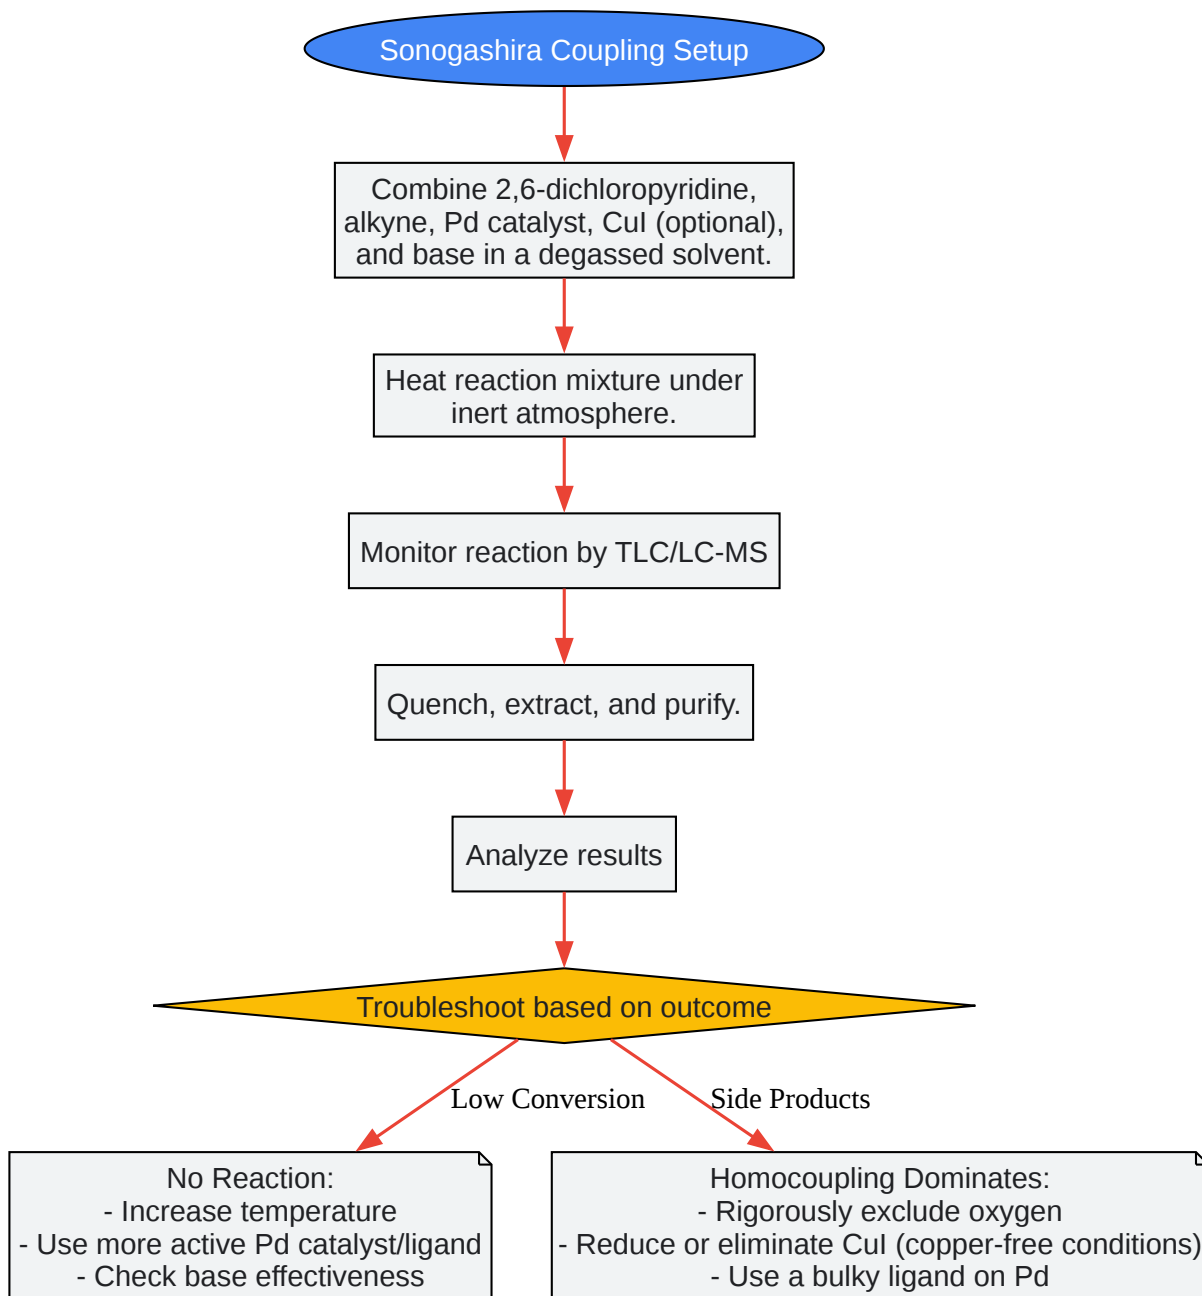 Sonogashira Coupling Setup
Combine 2,6-dichloropyridine,
alkyne, Pd catalyst, CuI (optional),
and base in a degassed solvent.
Heat reaction mixture under
inert atmosphere.
Monitor reaction by TLC/LC-MS
Quench, extract, and purify.
Analyze results
Troubleshoot based on outcome
Low Conversion
Side Products
No Reaction:
- Increase temperature
- Use more active Pd catalyst/ligand
- Check base effectiveness
Homocoupling Dominates:
- Rigorously exclude oxygen
- Reduce or eliminate CuI (copper-free conditions)
- Use a bulky ligand on Pd